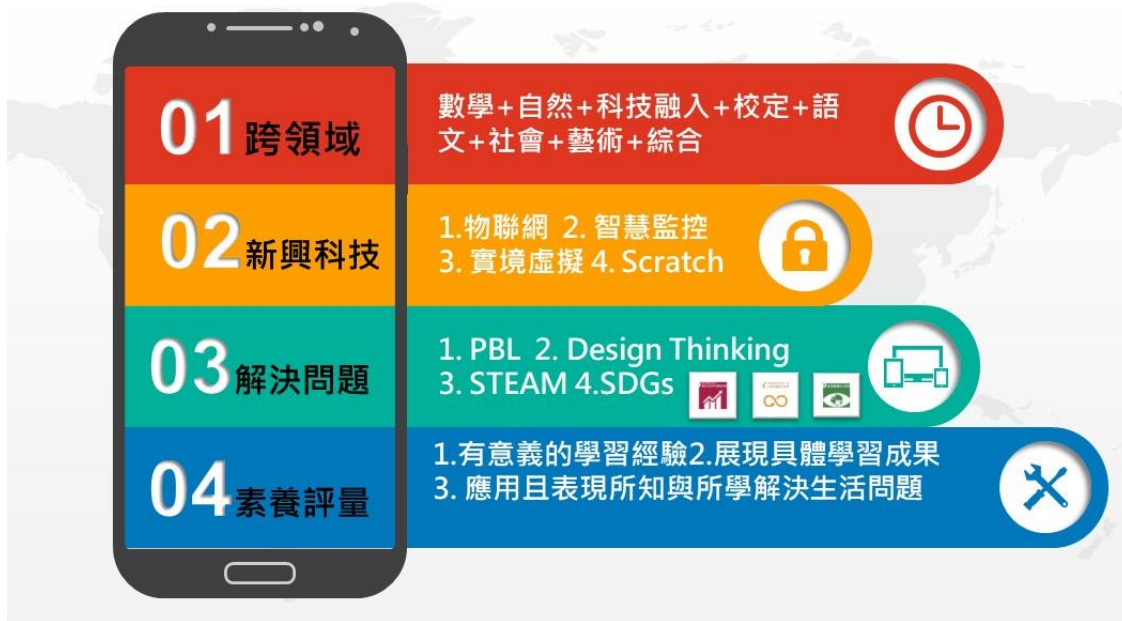 01跨領域
數學+自然+科技融入+校定+語
文+社會+藝術+綜合
02新興科技
1.物聯網 2. 智慧監控
3. 實境虛擬 4. Scratch
03解決問題
1. PBL 2. Design Thinking
3. STEAM 4.SDGs
04素養評量
1.有意義的學習經驗2.展現具體學習成果
3. 應用且表現所知與所學解決生活問題